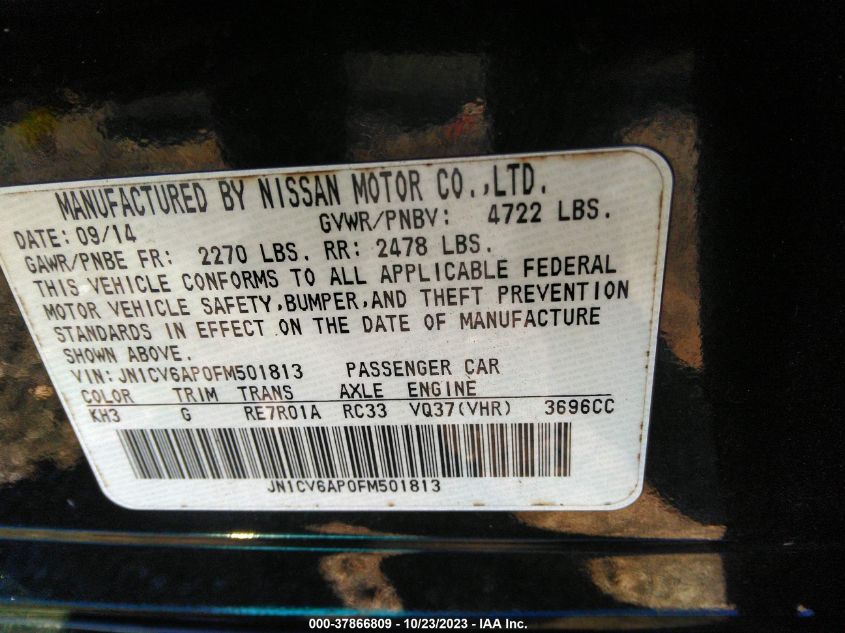 MANUFACTURED BY NISSAN MOTOR CO.,LTD.
DATE: 09/14 GVWR/PNBV: 4722 LBS.
GAWR/PNBE FR: 2270 LBS. RR: 2478 LBS.
THIS VEHICLE CONFORMS TO ALL APPLICABLE FEDERAL
MOTOR VEHICLE SAFETY,BUMPER,AND THEFT PREVENTION
STANDARDS IN EFFECT ON THE DATE OF MANUFACTURE
SHOWN ABOVE.
VIN: JN1CV6AP0FM501813 PASSENGER CAR
COLOR TRIM TRANS AXLE ENGINE
KH3 G RE7R01A RC33 VQ37(VHR) 3696CC
JN1CV6AP0FM501813
000-37866809 - 10/23/2023 - IAA Inc.